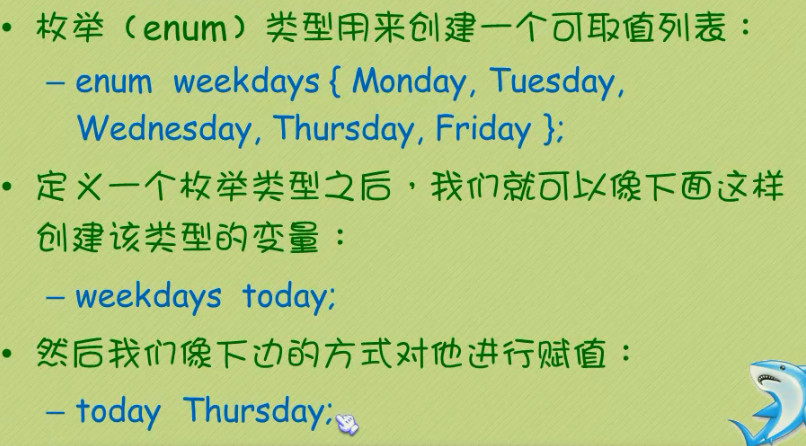 • 枚举（enum）类型用来创建一个可取值列表：
– enum weekdays { Monday, Tuesday,
Wednesday, Thursday, Friday };
• 定义一个枚举类型之后，我们就可以像下面这样
创建该类型的变量：
– weekdays today;
• 然后我们像下边的方式对他进行赋值：
– today Thursday;